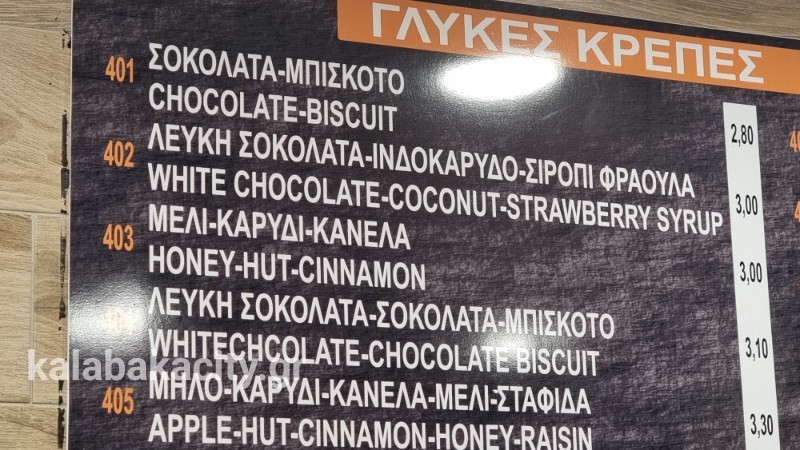 ΓΛΥΚΕΣ ΚΡΕΠΕΣ
401 ΣΟΚΟΛΑΤΑ-ΜΠΙΣΚΟΤΟ
CHOCOLATE-BISCUIT 2,80
402 ΛΕΥΚΗ ΣΟΚΟΛΑΤΑ-ΙΝΔΟΚΑΡΥΔΟ-ΣΙΡΟΠΙ ΦΡΑΟΥΛΑ
WHITE CHOCOLATE-COCONUT-STRAWBERRY SYRUP 3,00
403 ΜΕΛΙ-ΚΑΡΥΔΙ-ΚΑΝΕΛΑ
HONEY-HUT-CINNAMON 3,00
ΛΕΥΚΗ ΣΟΚΟΛΑΤΑ-ΣΟΚΟΛΑΤΑ-ΜΠΙΣΚΟΤΟ
WHITECHCOLATE-CHOCOLATE BISCUIT 3,10
kalabakacity.gr
405 ΜΗΛΟ-ΚΑΡΥΔΙ-ΚΑΝΕΛΑ-ΜΕΛΙ-ΣΤΑΦΙΔΑ
APPLE-HUT-CINNAMON-HONEY-RAISIN 3,30